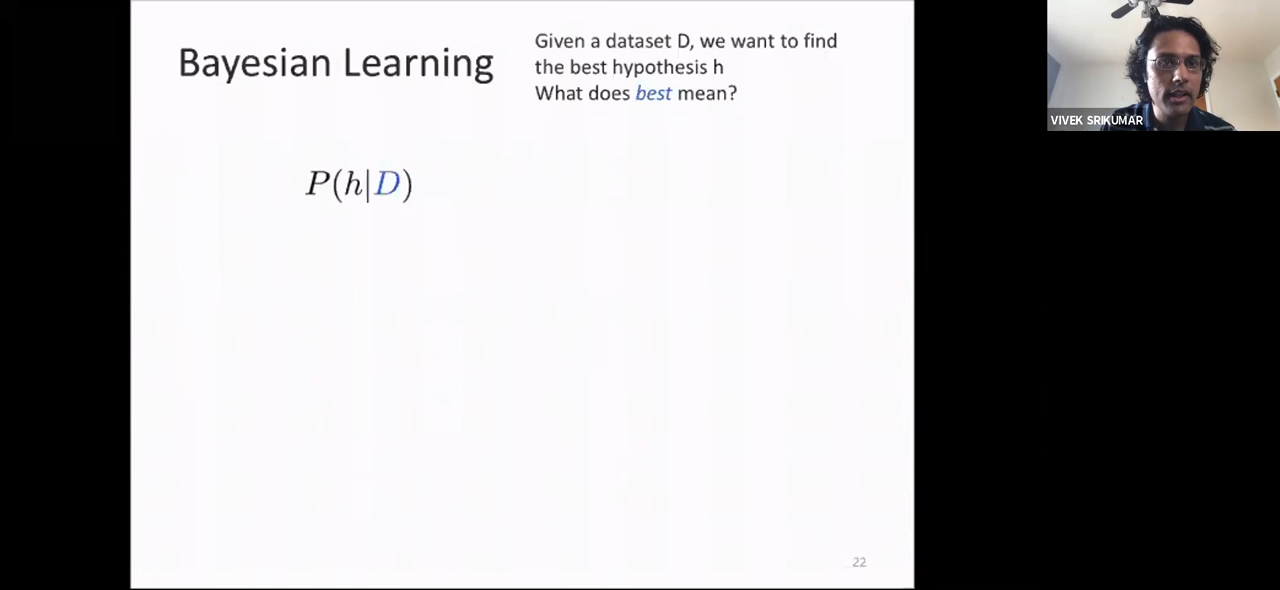 Bayesian Learning
Given a dataset D, we want to find
the best hypothesis h
What does best mean?
P(h|D)
22
VIVEK SRIKUMAR